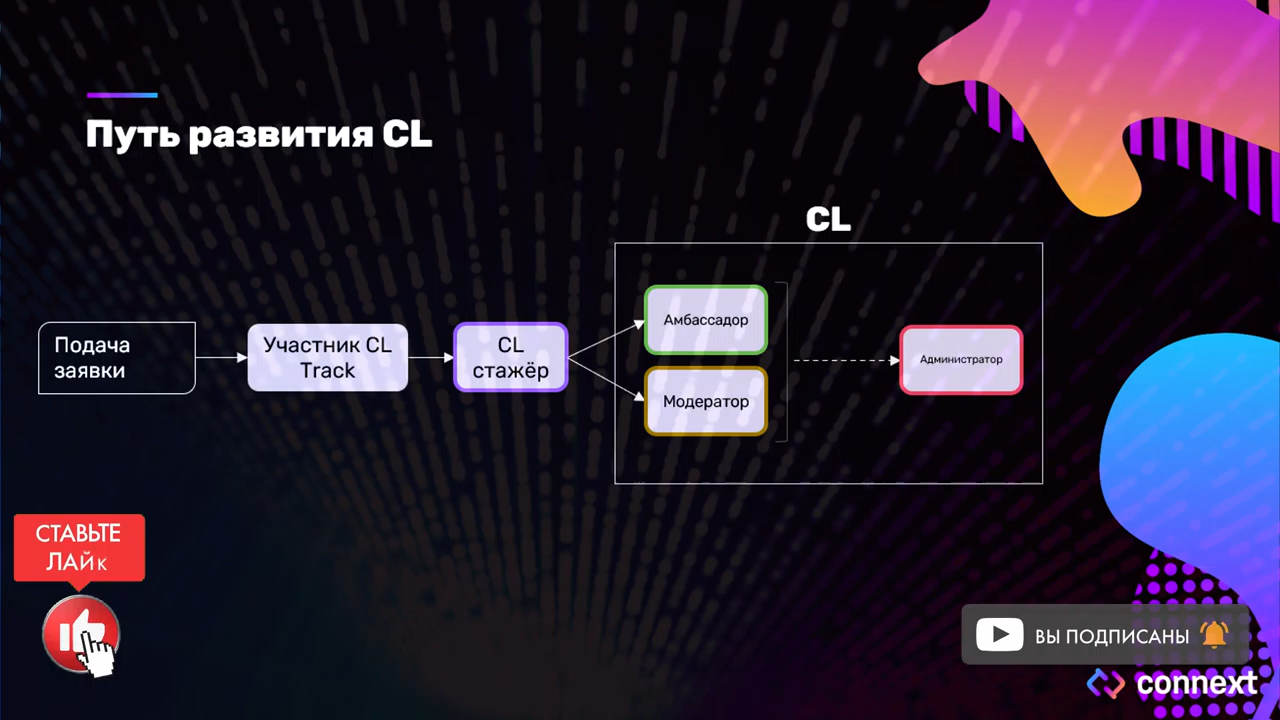 Путь развития CL
CL
Подача
заявки
Участник CL
Track
CL
стажёр
Амбассадор
Модератор
Администратор
СТАВЬТЕ
ЛАЙК
ВЫ ПОДПИСАНЫ
connext